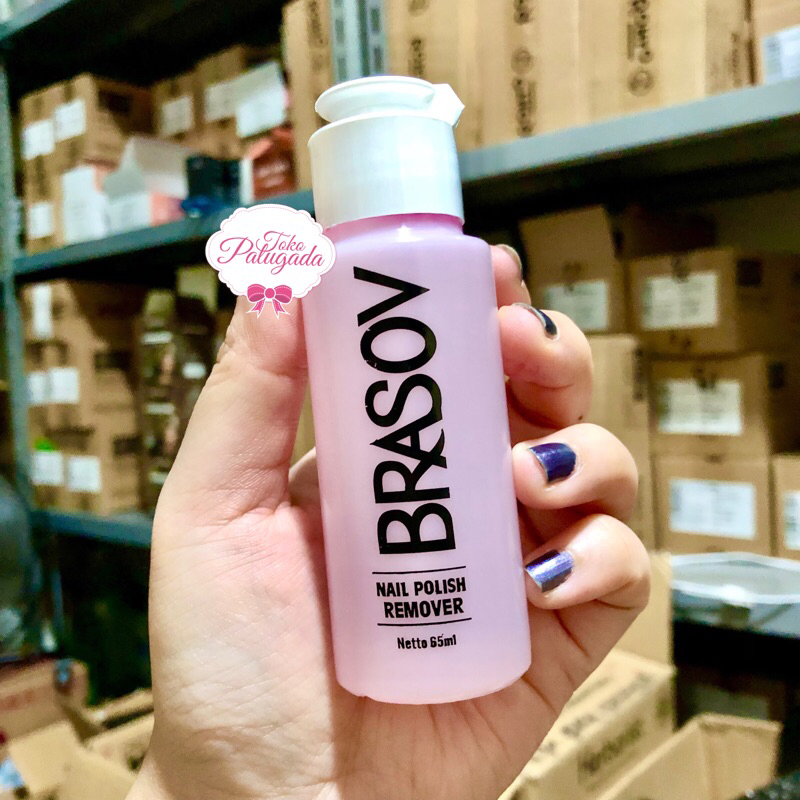 Toko
Palugada
BRASOV
NAIL POLISH
REMOVER
Netto 65ml